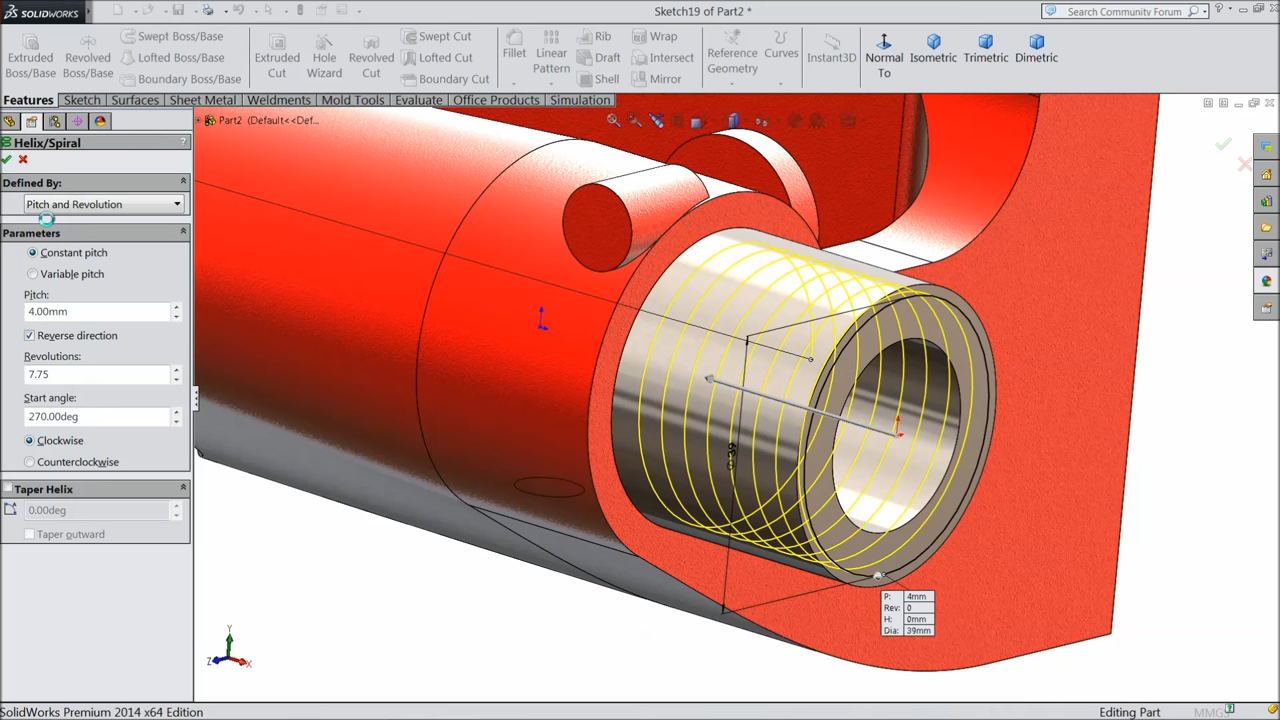 SOLIDWORKS
Sketch19 of Part2 *
Search Community Forum
Extruded Boss/Base
Revolved Boss/Base
Swept Boss/Base
Lofted Boss/Base
Boundary Boss/Base
Extruded Cut
Hole Wizard
Revolved Cut
Swept Cut
Lofted Cut
Boundary Cut
Fillet
Linear Pattern
Rib
Draft
Shell
Wrap
Intersect
Mirror
Reference Geometry
Curves
Instant3D
Normal To
Isometric
Trimetric
Dimetric
Features
Sketch
Surfaces
Sheet Metal
Weldments
Mold Tools
Evaluate
Office Products
Simulation
Part2 (Default<<Def...
Helix/Spiral
?
Defined By:
Pitch and Revolution
Parameters
Constant pitch
Variable pitch
Pitch:
4.00mm
Reverse direction
Revolutions:
7.75
Start angle:
270.00deg
Clockwise
Counterclockwise
Taper Helix
0.00deg
Taper outward
39
P: 4mm
Rev: 0
H: 0mm
Dia: 39mm
Y
Z
X
SolidWorks Premium 2014 x64 Edition
Editing Part
MMGS